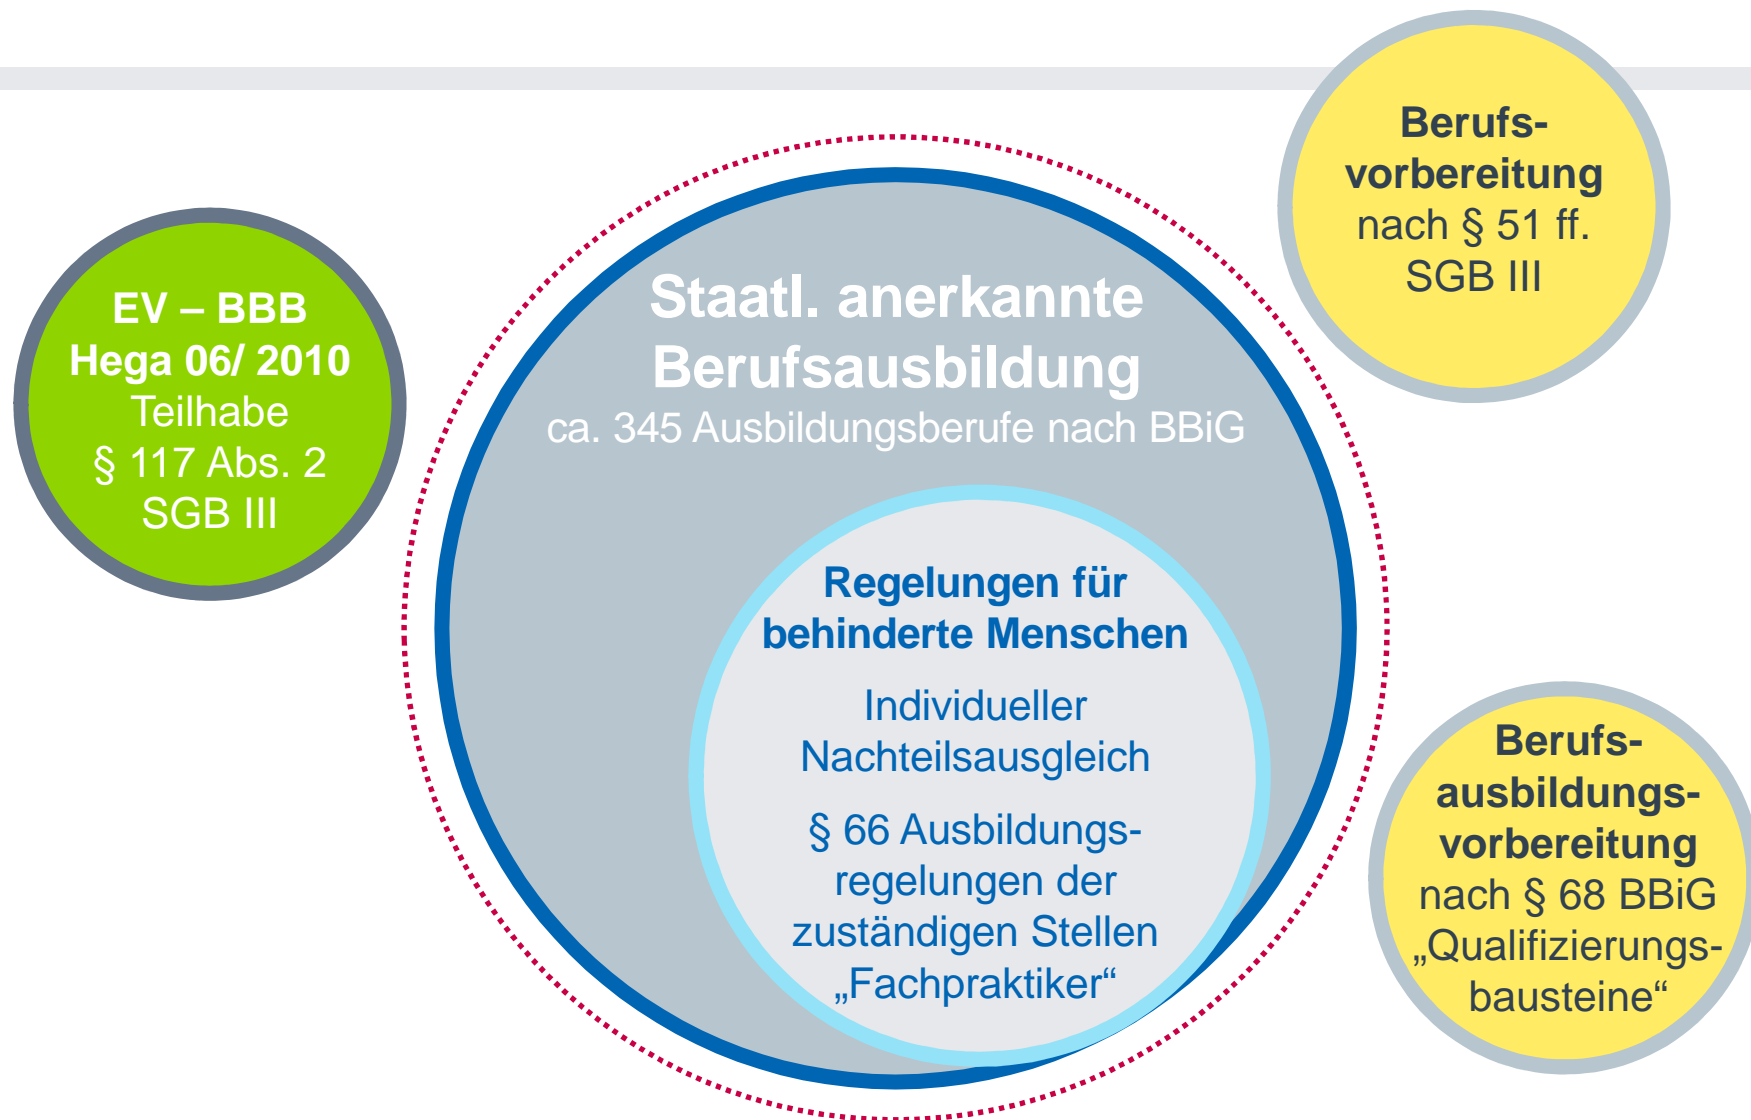 Berufs-
vorbereitung
nach § 51 ff.
SGB III
EV – BBB
Hega 06/ 2010
Teilhabe
§ 117 Abs. 2
SGB III
Staatl. anerkannte
Berufsausbildung
ca. 345 Ausbildungsberufe nach BBiG
Regelungen für
behinderte Menschen
Individueller
Nachteilsausgleich
§ 66 Ausbildungs-
regelungen der
zuständigen Stellen
„Fachpraktiker“
Berufs-
ausbildungs-
vorbereitung
nach § 68 BBiG
„Qualifizierungs-
bausteine“